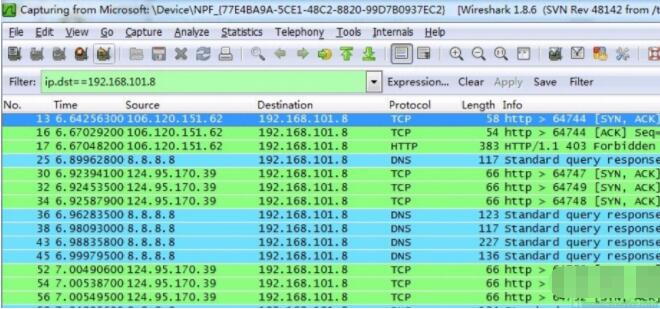 Capturing from Microsoft: \Device\NPF_{77E4BA9A-5CE1-48C2-8820-99D7B0937EC2} [Wireshark 1.8.6 (SVN Rev 48142 from /t
File Edit View Go Capture Analyze Statistics Telephony Tools Internals Help
Filter: ip.dst==192.168.101.8 Expression... Clear Apply Save Filter
No. Time Source Destination Protocol Length Info
13 6.64256300 106.120.151.62 192.168.101.8 TCP 58 http > 64744 [SYN, ACK]
16 6.67029200 106.120.151.62 192.168.101.8 TCP 54 http > 64744 [ACK] Seq=
17 6.67048200 106.120.151.62 192.168.101.8 HTTP 383 HTTP/1.1 403 Forbidden
25 6.89962800 8.8.8.8 192.168.101.8 DNS 117 Standard query response
30 6.92394100 124.95.170.39 192.168.101.8 TCP 66 http > 64747 [SYN, ACK]
32 6.92453500 124.95.170.39 192.168.101.8 TCP 66 http > 64749 [SYN, ACK]
34 6.92587900 124.95.170.39 192.168.101.8 TCP 66 http > 64748 [SYN, ACK]
36 6.96283500 8.8.8.8 192.168.101.8 DNS 123 Standard query response
38 6.98093000 8.8.8.8 192.168.101.8 DNS 117 Standard query response
43 6.98835800 8.8.8.8 192.168.101.8 DNS 227 Standard query response
45 6.99979500 8.8.8.8 192.168.101.8 DNS 136 Standard query response
52 7.00490600 124.95.170.39 192.168.101.8 TCP 66 http > [SYN, ACK]
54 7.00538700 124.95.170.39 192.168.101.8 TCP 66 http >
56 7.00549500 124.95.170.39 192.168.101.8 TCP 66 http >